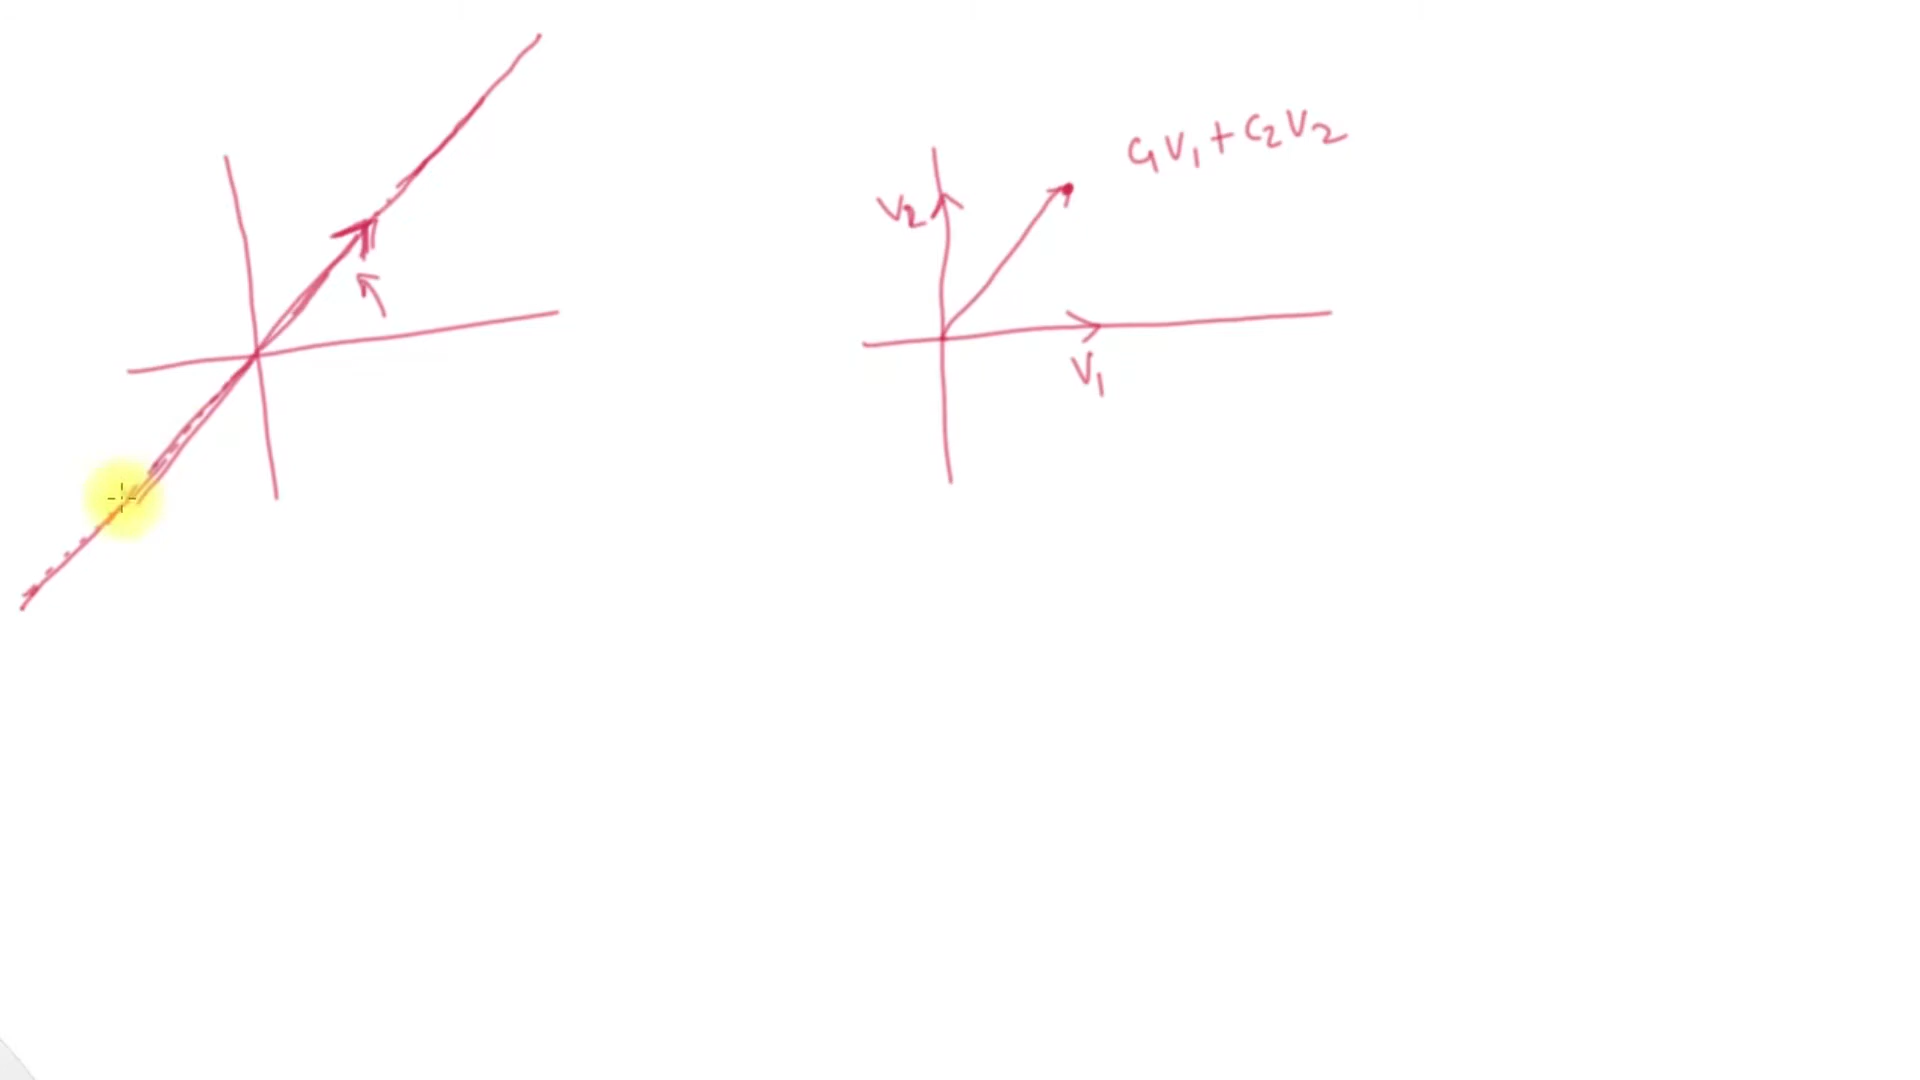 c₁v₁ + c₂v₂
v₂
v₁